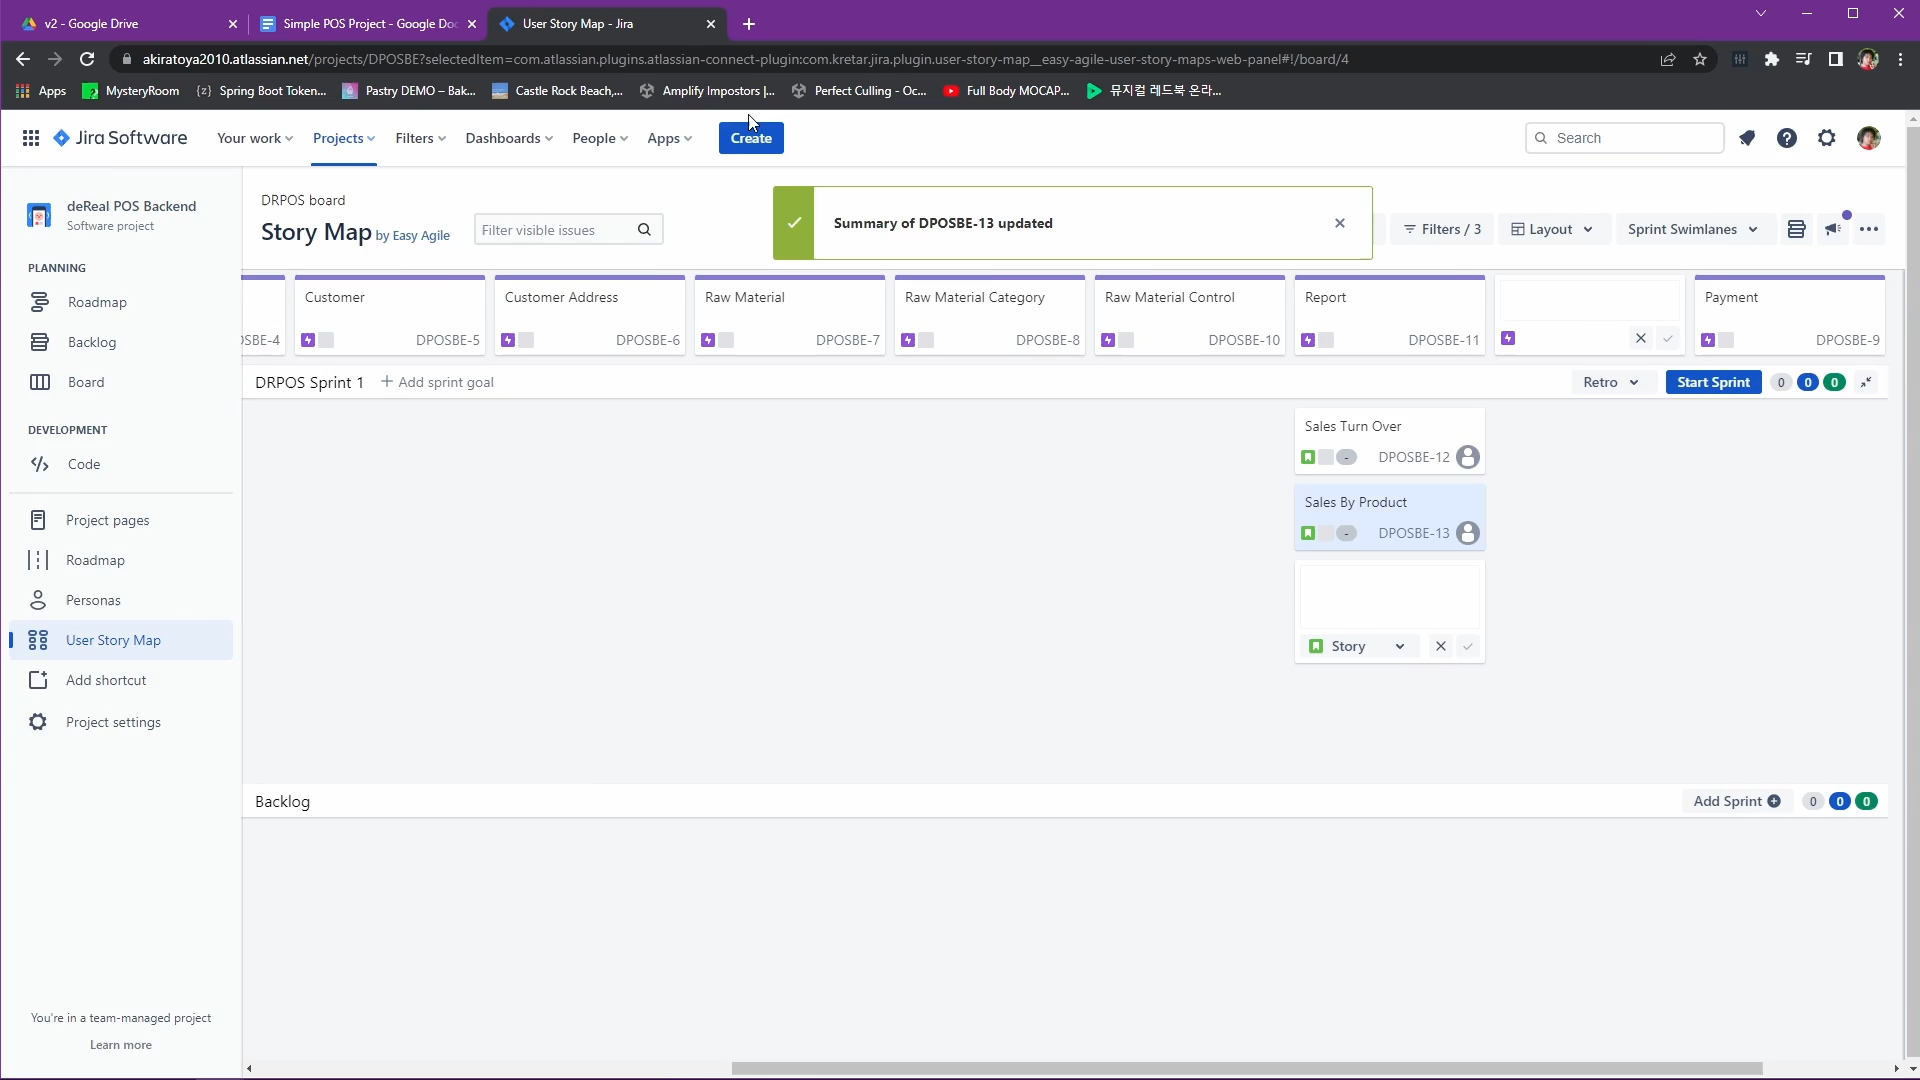 v2 - Google Drive
Simple POS Project - Google Doc
User Story Map - Jira
akiratoya2010.atlassian.net/projects/DPOSBE?selectedItem=com.atlassian.plugins.atlassian-connect-plugin:com.kretar.jira.plugin.user-story-map__easy-agile-user-story-maps-web-panel#!/board/4
Apps
MysteryRoom
Spring Boot Token...
Pastry DEMO – Bak...
Castle Rock Beach,...
Amplify Impostors |...
Perfect Culling - Oc...
Full Body MOCAP...
뮤지컬 레드북 온라...
Jira Software
Your work
Projects
Filters
Dashboards
People
Apps
Create
Search
deReal POS Backend
Software project
PLANNING
Roadmap
Backlog
Board
DEVELOPMENT
Code
Project pages
Roadmap
Personas
User Story Map
Add shortcut
Project settings
You're in a team-managed project
Learn more
DRPOS board
Story Map by Easy Agile
Filter visible issues
Summary of DPOSBE-13 updated
Filters / 3
Layout
Sprint Swimlanes
SBE-4
Customer
DPOSBE-5
Customer Address
DPOSBE-6
Raw Material
DPOSBE-7
Raw Material Category
DPOSBE-8
Raw Material Control
DPOSBE-10
Report
DPOSBE-11
Payment
DPOSBE-9
DRPOS Sprint 1
Add sprint goal
Retro
Start Sprint
0 0 0
Sales Turn Over
- DPOSBE-12
Sales By Product
- DPOSBE-13
Story
Backlog
Add Sprint
0 0 0